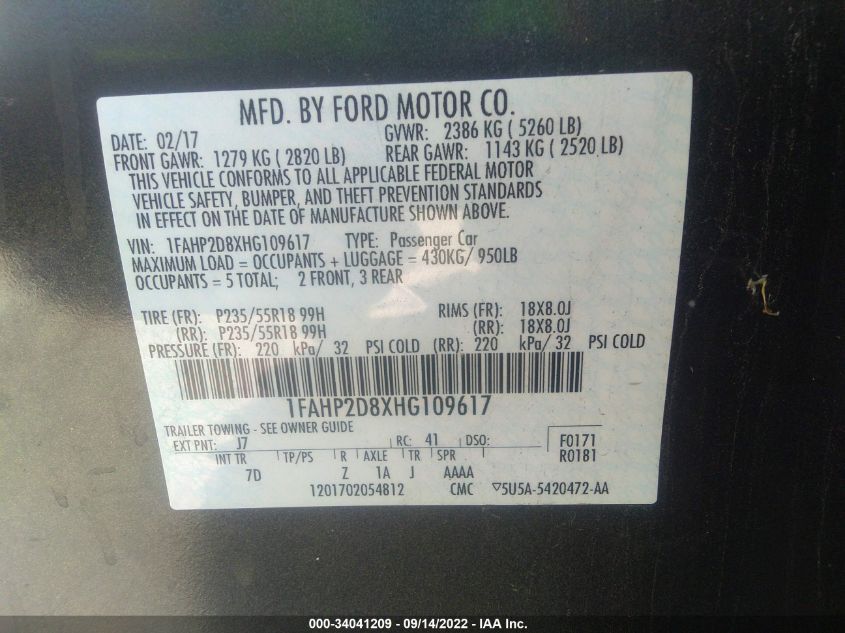 MFD. BY FORD MOTOR CO.
DATE: 02/17 GVWR: 2386 KG ( 5260 LB)
FRONT GAWR: 1279 KG ( 2820 LB) REAR GAWR: 1143 KG ( 2520 LB)
THIS VEHICLE CONFORMS TO ALL APPLICABLE FEDERAL MOTOR
VEHICLE SAFETY, BUMPER, AND THEFT PREVENTION STANDARDS
IN EFFECT ON THE DATE OF MANUFACTURE SHOWN ABOVE.
VIN: 1FAHP2D8XHG109617 TYPE: Passenger Car
MAXIMUM LOAD = OCCUPANTS + LUGGAGE = 430KG/ 950LB
OCCUPANTS = 5 TOTAL; 2 FRONT, 3 REAR
TIRE (FR): P235/55R18 99H RIMS (FR): 18X8.0J
(RR): P235/55R18 99H (RR): 18X8.0J
PRESSURE (FR): 220 kPa/ 32 PSI COLD (RR): 220 kPa/ 32 PSI COLD
1FAHP2D8XHG109617
TRAILER TOWING - SEE OWNER GUIDE
EXT PNT: J7 RC: 41 DSO: F0171
R0181
INT TR TP/PS R AXLE TR SPR
7D Z 1A J AAAA
1201702054812 CMC ▽5U5A-5420472-AA
000-34041209 - 09/14/2022 - IAA Inc.